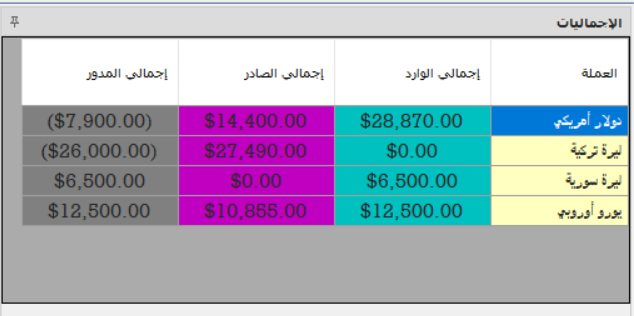 الإجماليات
العملة إجمالي الوارد إجمالي الصادر إجمالي المدور
دولار أمريكي $28,870.00 $14,400.00 ($7,900.00)
ليرة تركية $0.00 $27,490.00 ($26,000.00)
ليرة سورية $6,500.00 $0.00 $6,500.00
يورو أوروبي $12,500.00 $10,855.00 $12,500.00